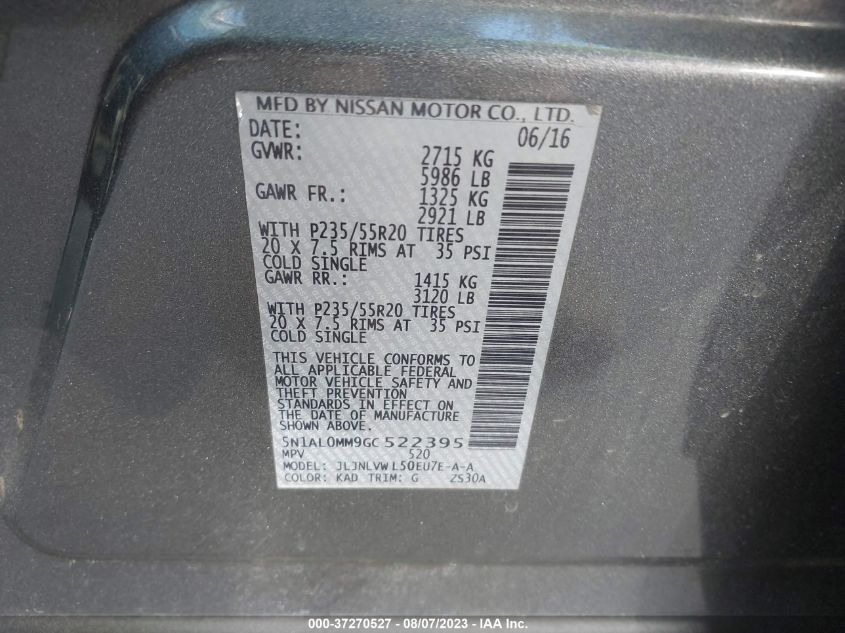 MFD BY NISSAN MOTOR CO., LTD.
DATE: 06/16
GVWR: 2715 KG
5986 LB
GAWR FR.: 1325 KG
2921 LB
WITH P235/55R20 TIRES
20 X 7.5 RIMS AT 35 PSI
COLD SINGLE
GAWR RR.: 1415 KG
3120 LB
WITH P235/55R20 TIRES
20 X 7.5 RIMS AT 35 PSI
COLD SINGLE
THIS VEHICLE CONFORMS TO
ALL APPLICABLE FEDERAL
MOTOR VEHICLE SAFETY AND
THEFT PREVENTION
STANDARDS IN EFFECT ON
THE DATE OF MANUFACTURE
SHOWN ABOVE.
5N1AL0MM9GC522395
MPV 520
MODEL: JLJNLVWL50EU7E-A-A
COLOR: KAD TRIM: G 2S30A
000-37270527 - 08/07/2023 - IAA Inc.